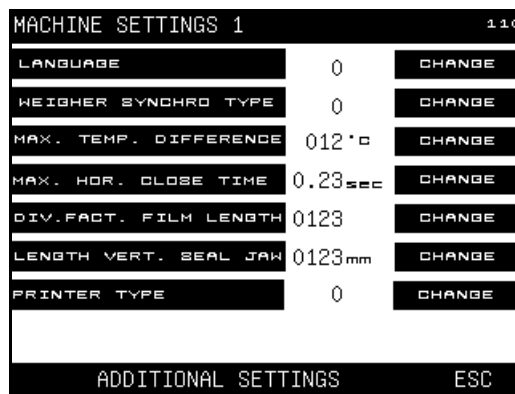 MACHINE SETTINGS 1
LANGUAGE 0 CHANGE
WEIGHER SYNCHRO TYPE 0 CHANGE
MAX. TEMP. DIFFERENCE 012°C CHANGE
MAX. HOR. CLOSE TIME 0.23sec CHANGE
DIV.FACT. FILM LENGTH 0123 CHANGE
LENGTH VERT. SEAL JAW 0123mm CHANGE
PRINTER TYPE 0 CHANGE
ADDITIONAL SETTINGS ESC